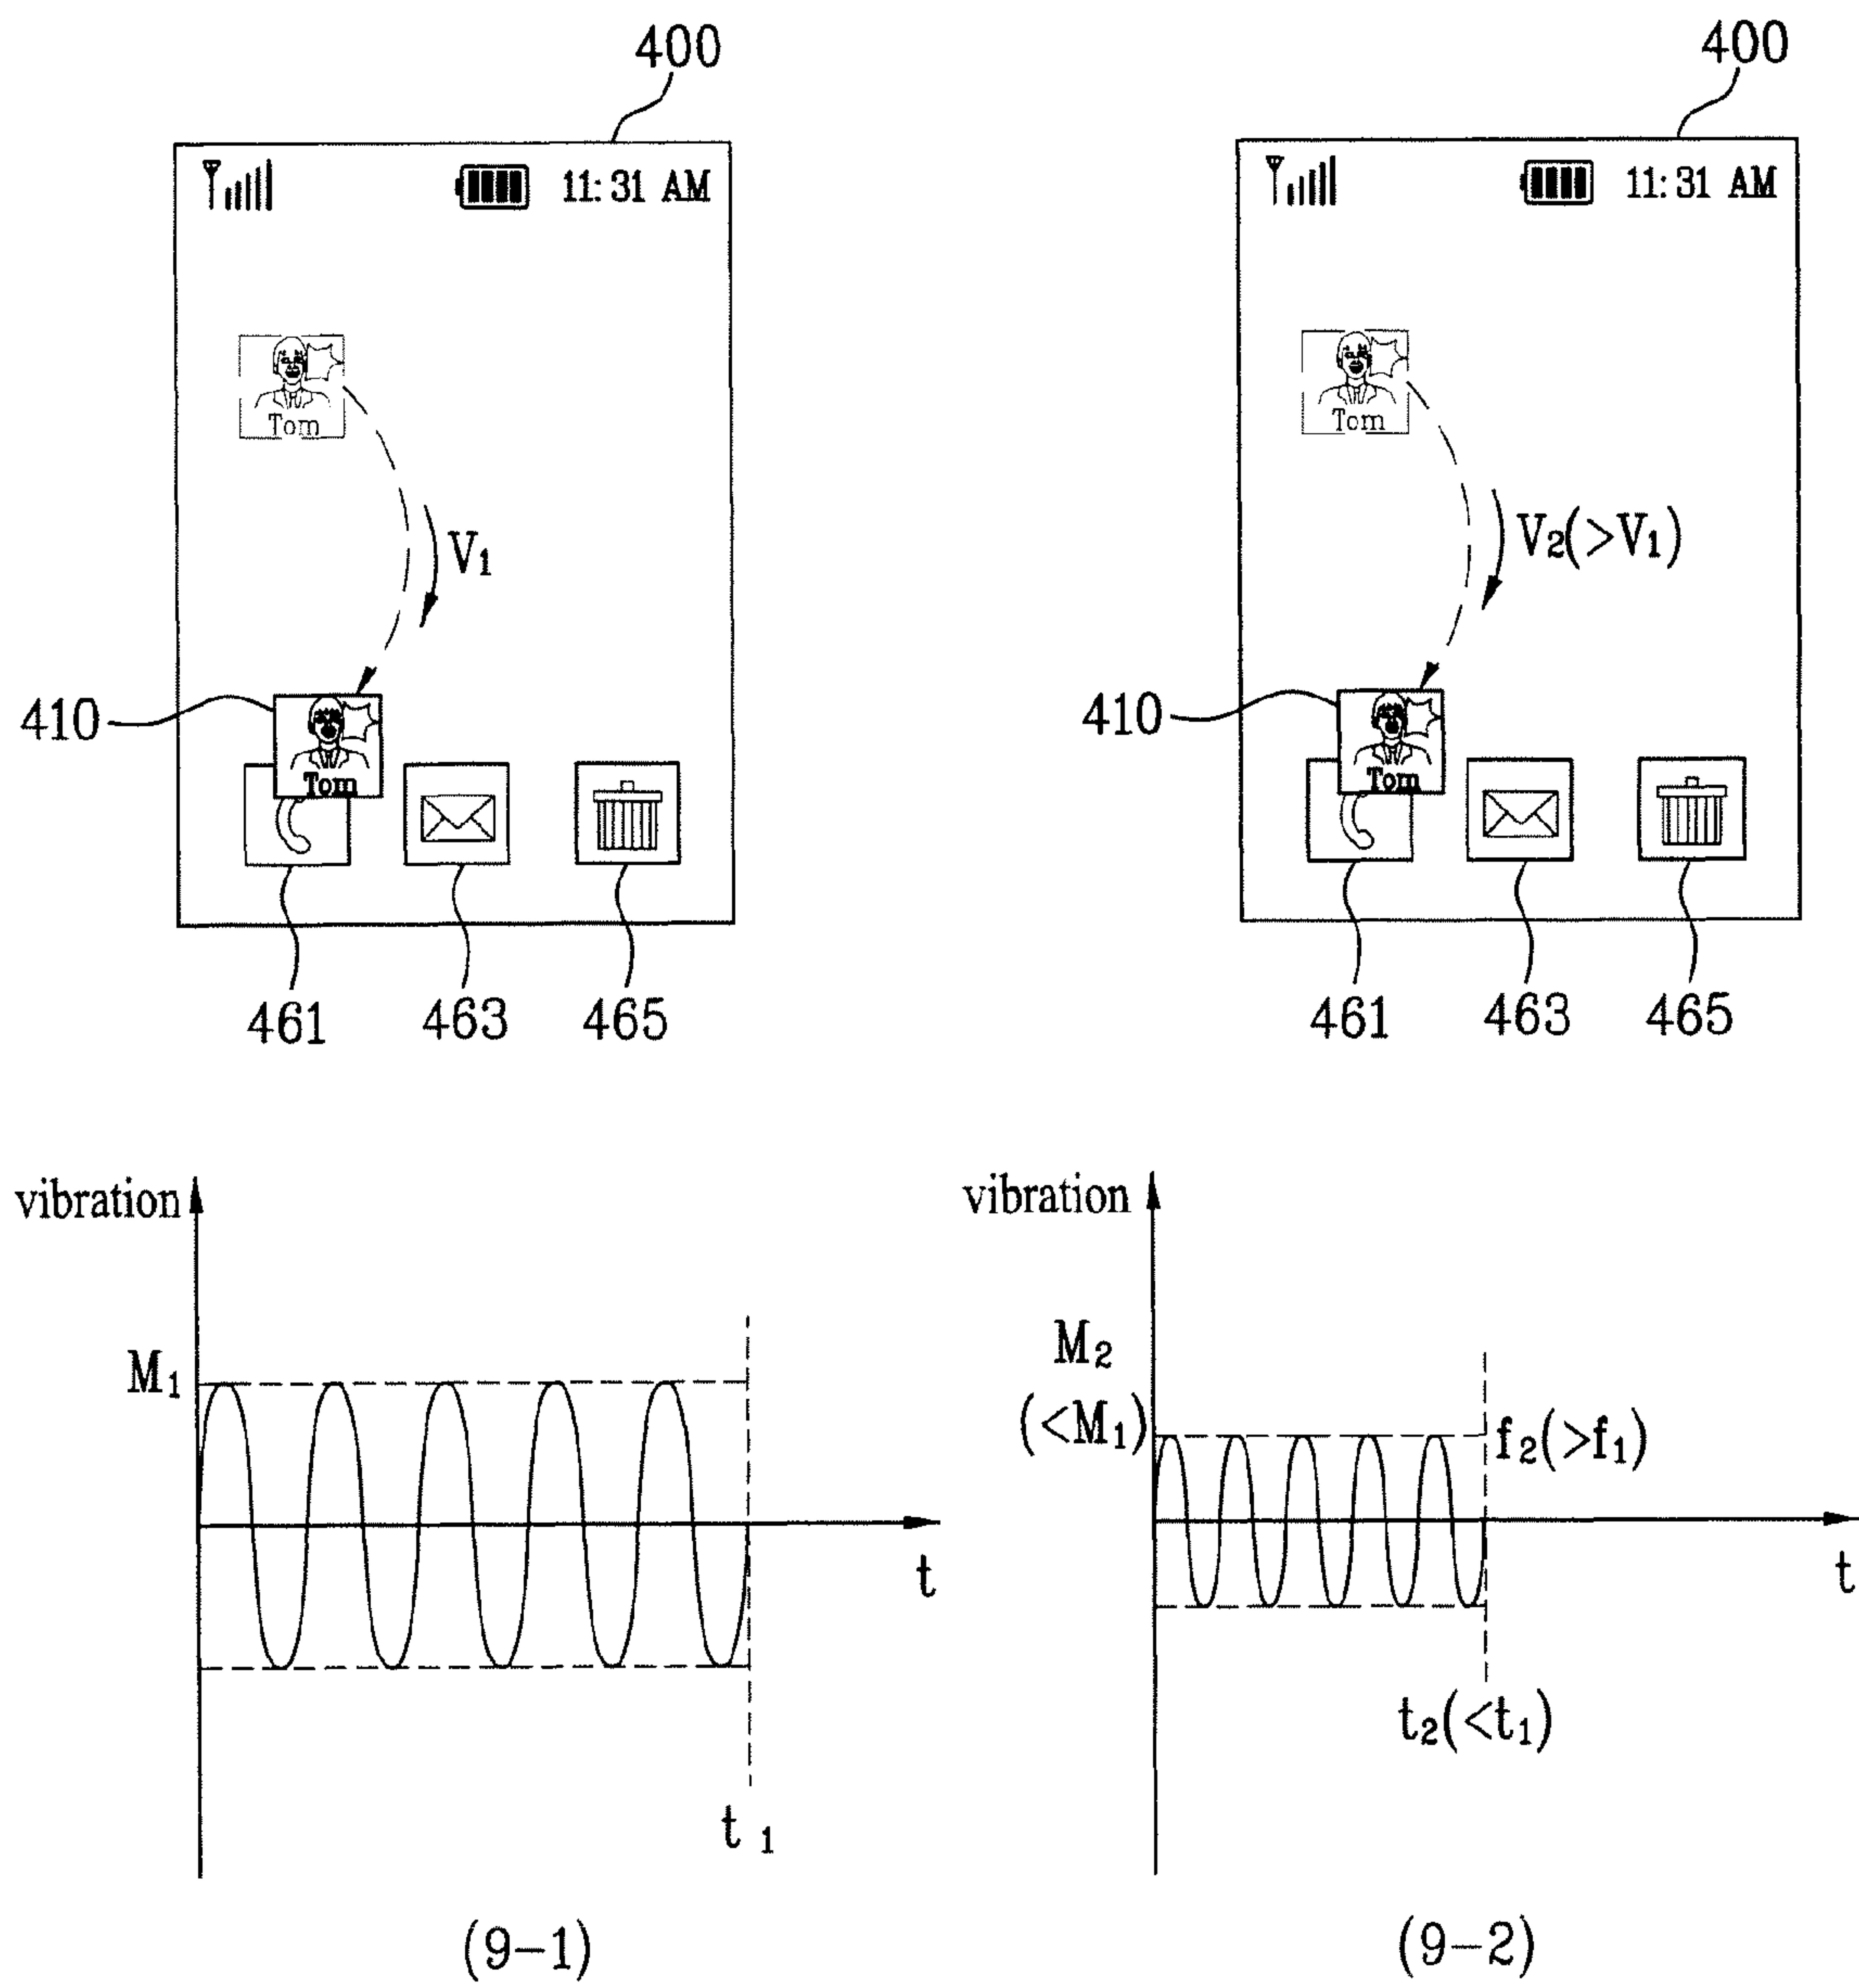 400
11:31 AM
Tom
V1
410
Tom
461 463 465
400
11:31 AM
Tom
V2(>V1)
410
Tom
461 463 465
vibration
M1
t
t1
(9-1)
vibration
M2
(<M1)
f2(>f1)
t
t2(<t1)
(9-2)